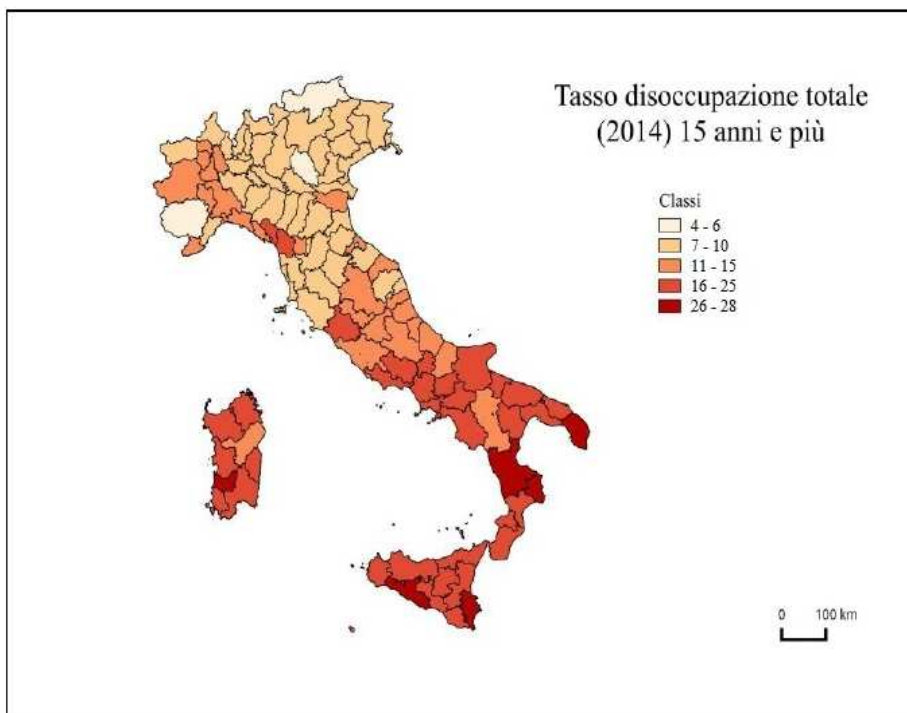 Tasso disoccupazione totale
(2014) 15 anni e più
Classi
4 - 6
7 - 10
11 - 15
16 - 25
26 - 28
0 100 km